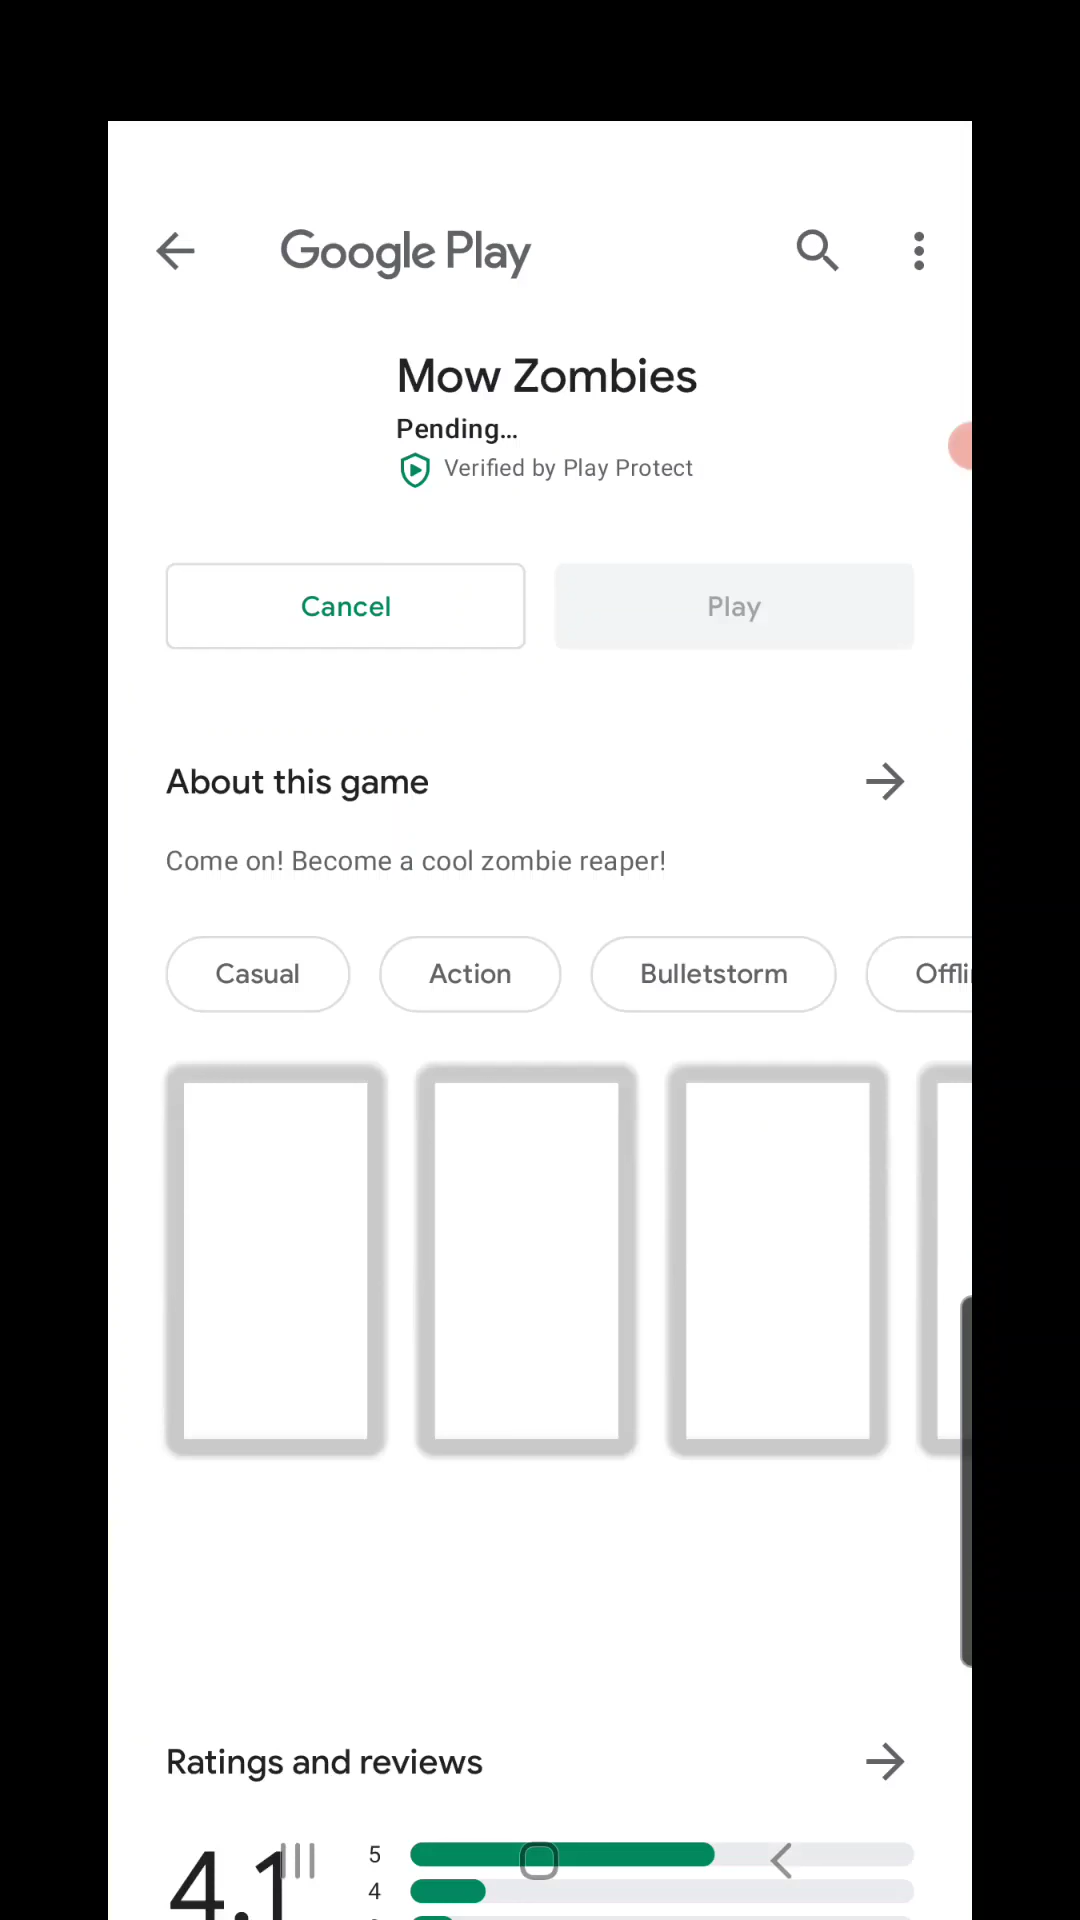 Google Play
Mow Zombies
Pending...
Verified by Play Protect
Cancel
Play
About this game
Come on! Become a cool zombie reaper!
Casual
Action
Bulletstorm
Ratings and reviews
4.1
5
4